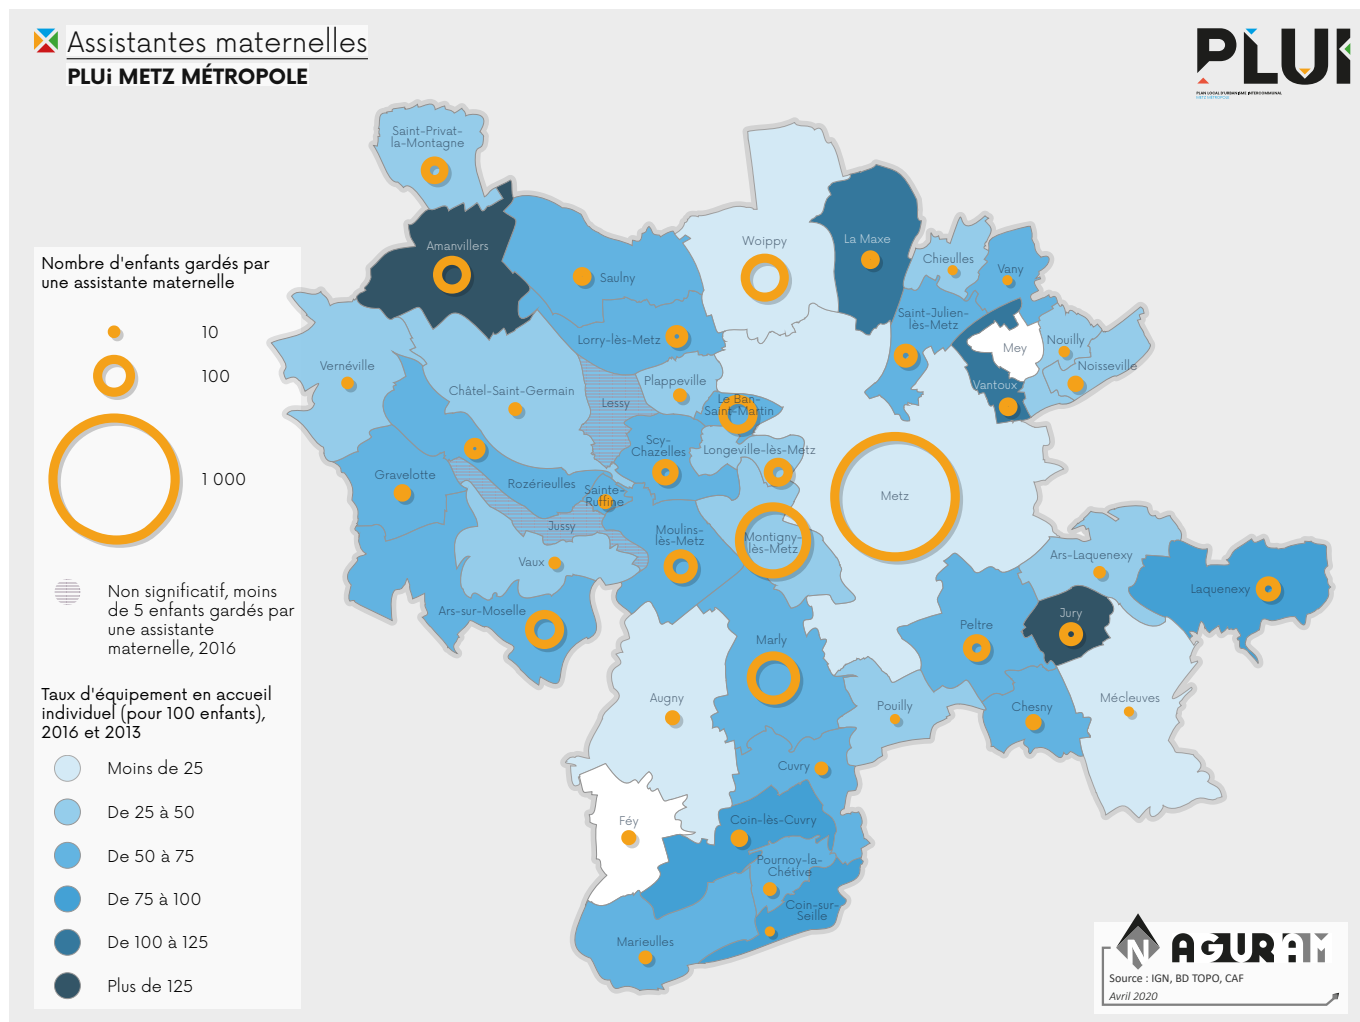 Assistantes maternelles
PLUi METZ MÉTROPOLE
PLUi
PLAN LOCAL D'URBANISME INTERCOMMUNAL
METZ MÉTROPOLE
Nombre d'enfants gardés par
une assistante maternelle
10
100
1 000
Non significatif, moins
de 5 enfants gardés par
une assistante
maternelle, 2016
Taux d'équipement en accueil
individuel (pour 100 enfants),
2016 et 2013
Moins de 25
De 25 à 50
De 50 à 75
De 75 à 100
De 100 à 125
Plus de 125
Saint-Privat-
la-Montagne
Amanvillers
Saulny
Woippy
La Maxe
Chieulles
Vany
Lorry-lès-Metz
Saint-Julien-
lès-Metz
Mey
Nouilly
Noisseville
Vernéville
Châtel-Saint-Germain
Plappeville
Vantoux
Lessy
Le Ban-
Saint-Martin
Scy-
Chazelles
Longeville-lès-Metz
Gravelotte
Rozérieulles
Sainte-
Ruffine
Metz
Jussy
Moulins-
lès-Metz
Montigny-
lès-Metz
Vaux
Ars-Laquenexy
Laquenexy
Ars-sur-Moselle
Jury
Peltre
Marly
Augny
Pouilly
Chesny
Mécleuves
Cuvry
Féy
Coin-lès-Cuvry
Pournoy-la-
Chétive
Coin-sur-
Seille
Marieulles
N
AGURAM
Source : IGN, BD TOPO, CAF
Avril 2020